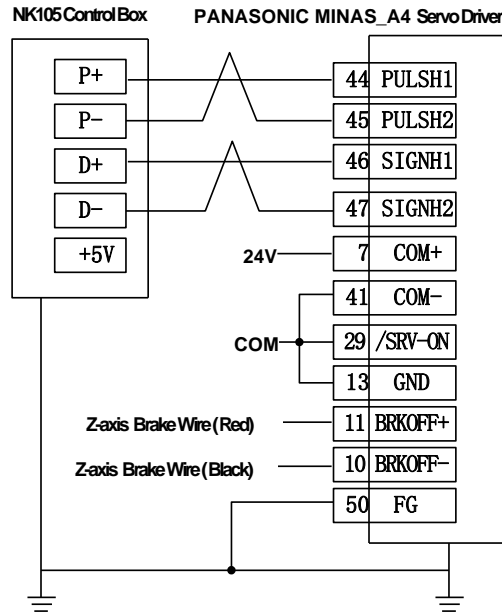 NK105 Control Box
PANASONIC MINAS_A4 Servo Driver
P+
44 PULSH1
P-
45 PULSH2
D+
46 SIGNH1
D-
47 SIGNH2
+5V
24V
7 COM+
41 COM-
COM
29 /SRV-ON
13 GND
Z-axis Brake Wire (Red)
11 BRKOFF+
Z-axis Brake Wire (Black)
10 BRKOFF-
50 FG